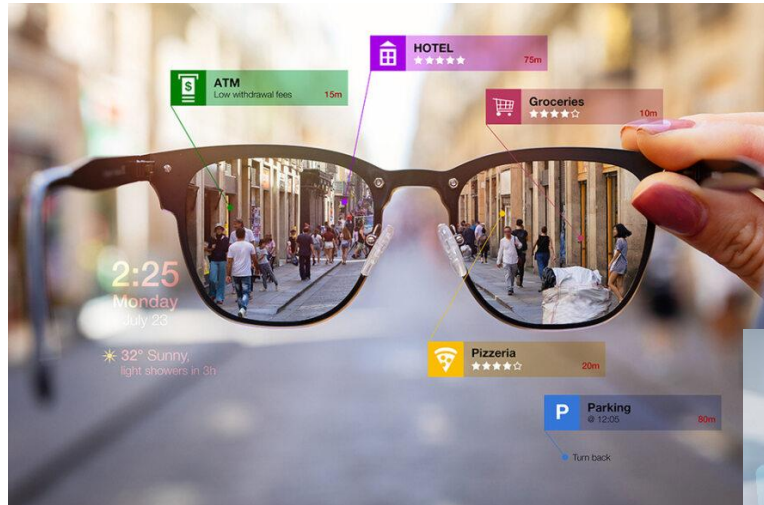 HOTEL
75m
ATM
Low withdrawal fees 15m
$
Groceries
10m
2:25
Monday
July 23
32° Sunny,
light showers in 3h
Pizzeria
20m
P
Parking
@ 12:05 80m
Turn back